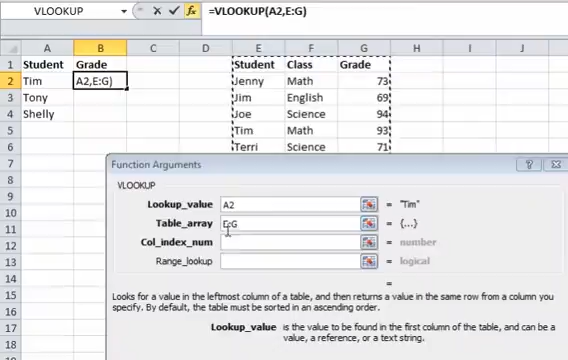 VLOOKUP fx =VLOOKUP(A2,E:G)
A B C D E F G H I J
1 Student Grade Student Class Grade
2 Tim A2,E:G) Jenny Math 73
3 Tony Jim English 69
4 Shelly Joe Science 94
5 Tim Math 93
6 Terri Science 71
7 Function Arguments ?
8
9 VLOOKUP
10 Lookup_value A2 = "Tim"
11 Table_array E:G = {...}
12 Col_index_num = number
13 Range_lookup = logical
14 =
15 Looks for a value in the leftmost column of a table, and then returns a value in the same row from a column you
16 specify. By default, the table must be sorted in an ascending order.
17 Lookup_value is the value to be found in the first column of the table, and can be a
18 value, a reference, or a text string.